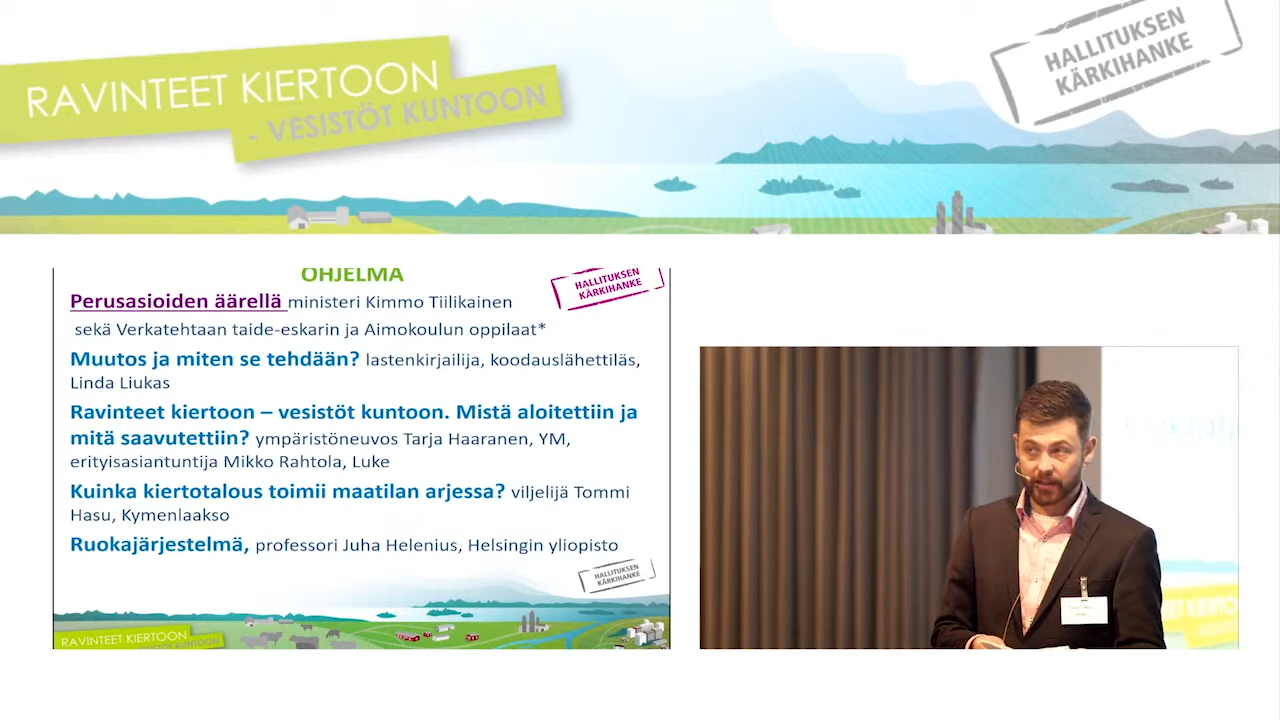 RAVINTEET KIERTOON
- VESISTÖT KUNTOON
HALLITUKSEN
KÄRKIHANKE
OHJELMA
HALLITUKSEN
KÄRKIHANKE
Perusasioiden äärellä ministeri Kimmo Tiilikainen
sekä Verkatehtaan taide-eskarin ja Aimokoulun oppilaat*
Muutos ja miten se tehdään? lastenkirjailija, koodauslähettiläs,
Linda Liukas
Ravinteet kiertoon – vesistöt kuntoon. Mistä aloitettiin ja
mitä saavutettiin? ympäristöneuvos Tarja Haaranen, YM,
erityisasiantuntija Mikko Rahtola, Luke
Kuinka kiertotalous toimii maatilan arjessa? viljelijä Tommi
Hasu, Kymenlaakso
Ruokajärjestelmä, professori Juha Helenius, Helsingin yliopisto
HALLITUKSEN
KÄRKIHANKE
RAVINTEET KIERTOON
KUNTOON